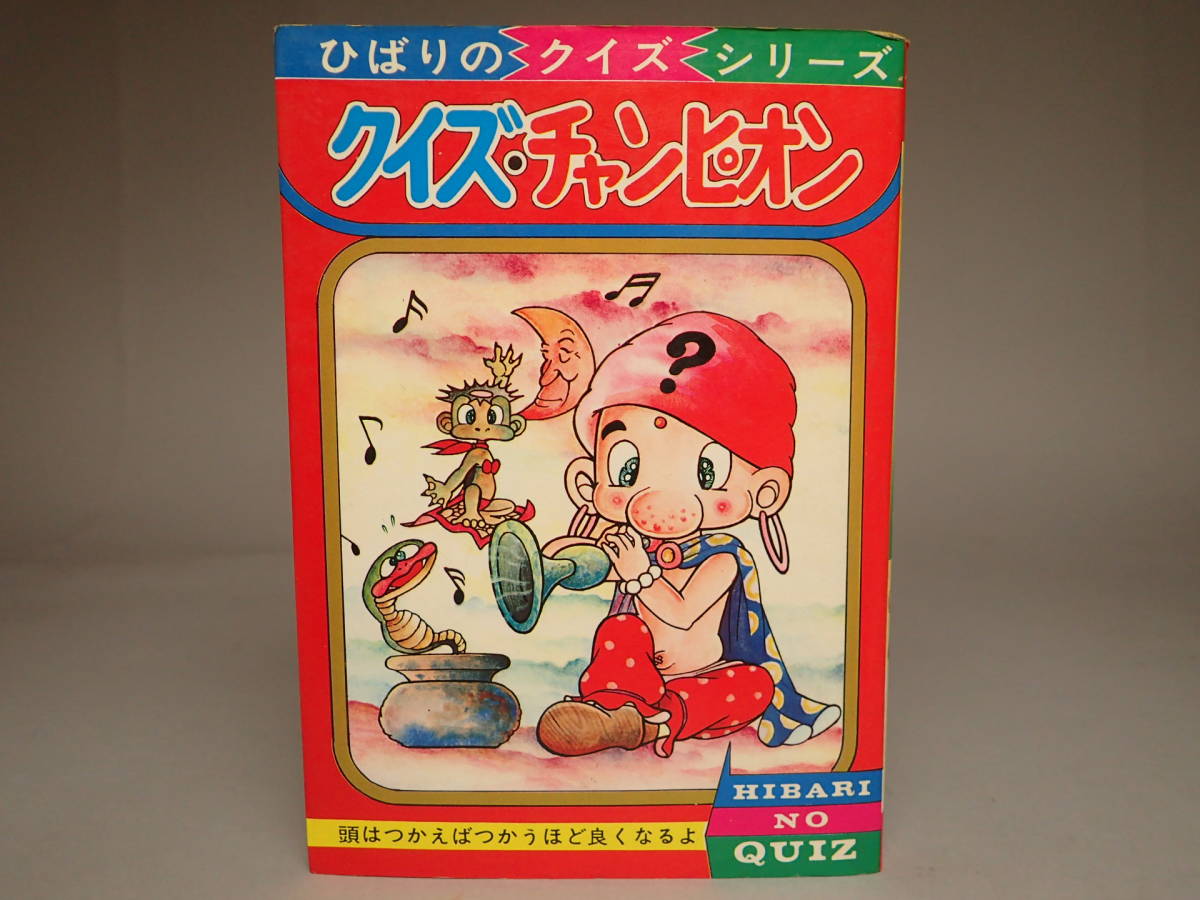 ひばりのクイズシリーズ
クイズ・チャンピオン
?
頭はつかえばつかうほど良くなるよ
HIBARI
NO
QUIZ